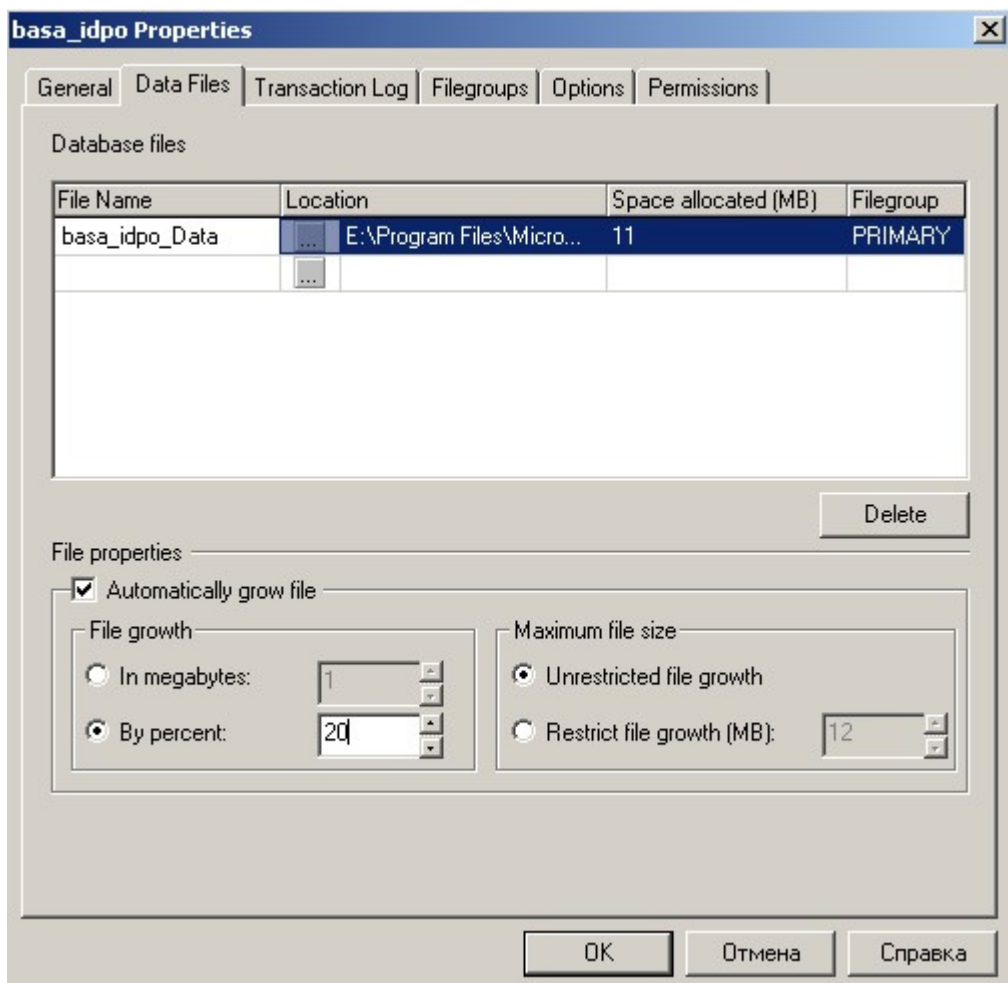 basa_idpo Properties
General Data Files Transaction Log Filegroups Options Permissions
Database files
File Name Location Space allocated (MB) Filegroup
basa_idpo_Data ... E:\Program Files\Micro... 11 PRIMARY
...
Delete
File properties
Automatically grow file
File growth Maximum file size
In megabytes: 1 Unrestricted file growth
By percent: 20 Restrict file growth (MB): 12
OK Отмена Справка